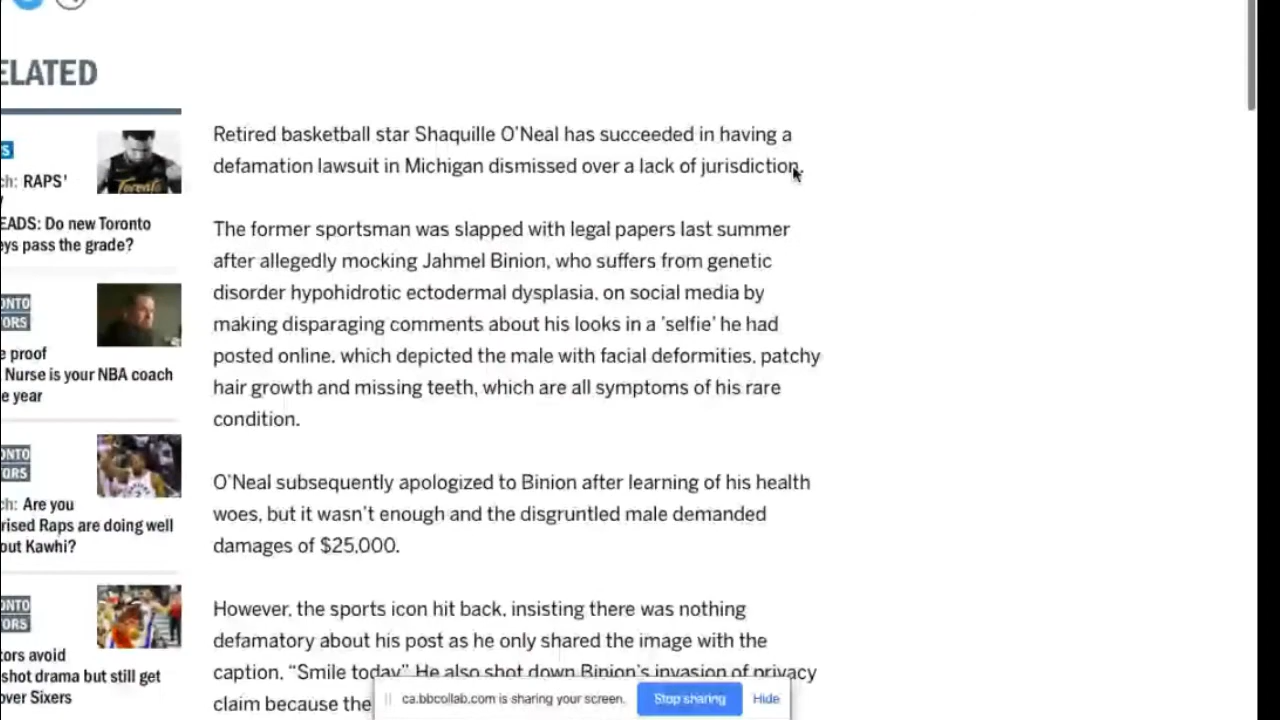 ELATED
S
ch: RAPS'
EADS: Do new Toronto
eys pass the grade?
ONTO
ORS
e proof
Nurse is your NBA coach
e year
ONTO
ORS
ch: Are you
rised Raps are doing well
out Kawhi?
ONTO
ORS
tors avoid
shot drama but still get
over Sixers
Retired basketball star Shaquille O'Neal has succeeded in having a
defamation lawsuit in Michigan dismissed over a lack of jurisdiction.
The former sportsman was slapped with legal papers last summer
after allegedly mocking Jahmel Binion, who suffers from genetic
disorder hypohidrotic ectodermal dysplasia, on social media by
making disparaging comments about his looks in a 'selfie' he had
posted online, which depicted the male with facial deformities, patchy
hair growth and missing teeth, which are all symptoms of his rare
condition.
O'Neal subsequently apologized to Binion after learning of his health
woes, but it wasn't enough and the disgruntled male demanded
damages of $25,000.
However, the sports icon hit back, insisting there was nothing
defamatory about his post as he only shared the image with the
caption, “Smile today”. He also shot down Binion's invasion of privacy
claim because the
ca.bbcollab.com is sharing your screen.
Stop sharing
Hide